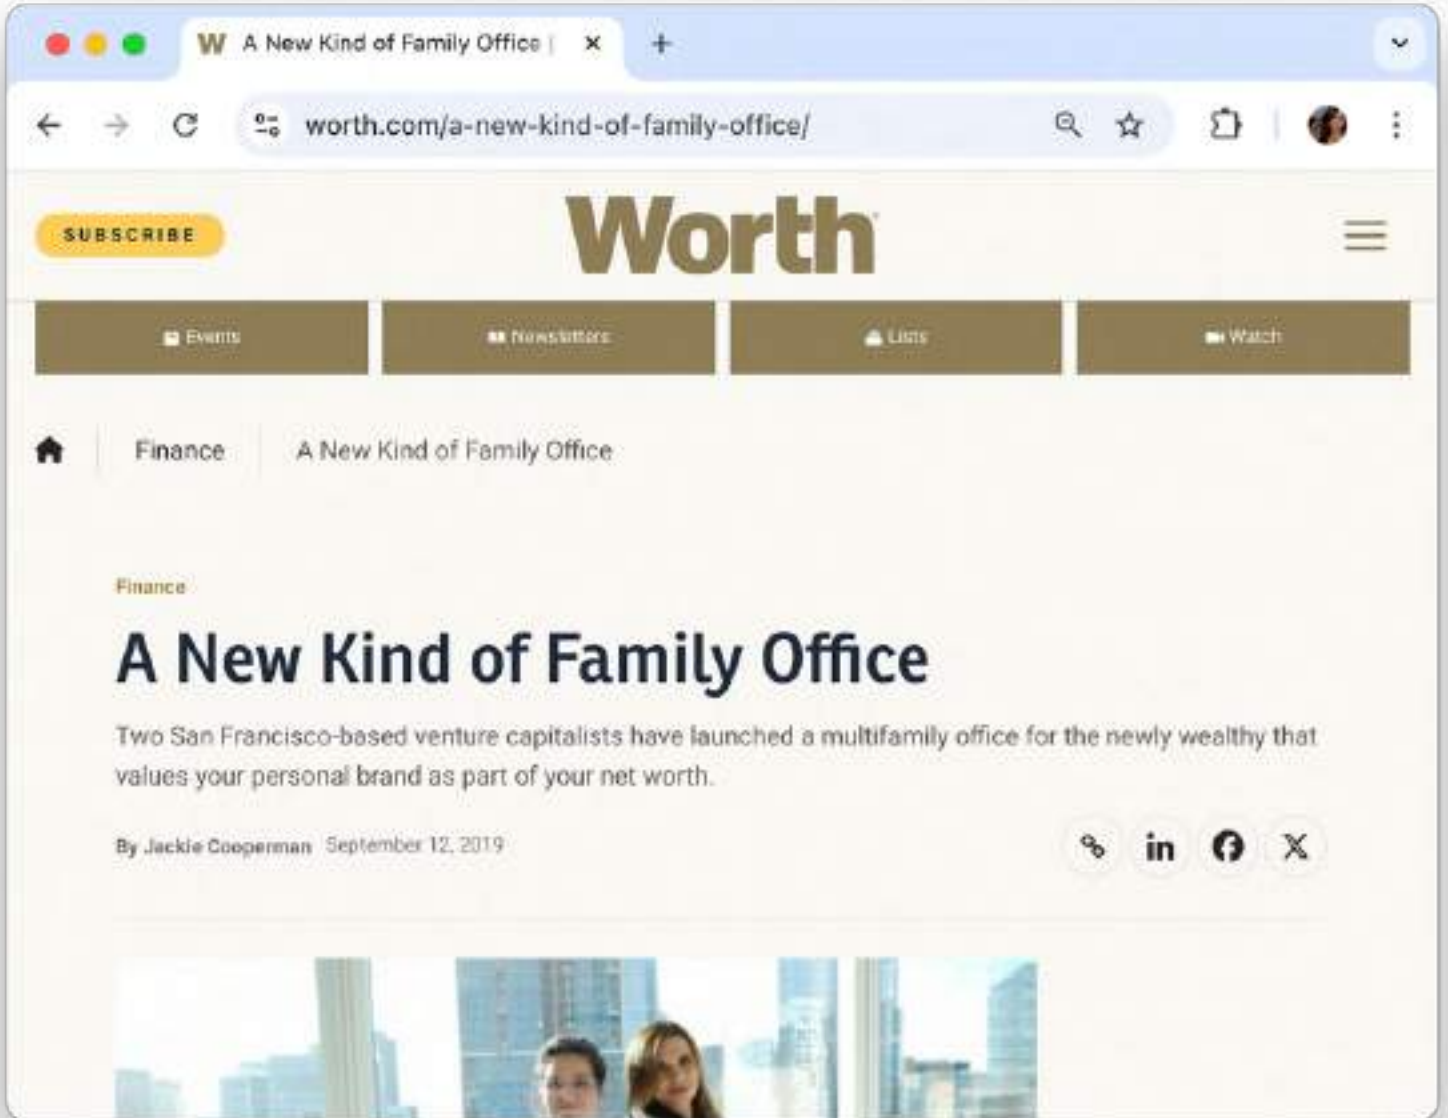 W A New Kind of Family Office |
worth.com/a-new-kind-of-family-office/
SUBSCRIBE
Worth
Events
Newsletters
Lists
Watch
Finance
A New Kind of Family Office
Finance
A New Kind of Family Office
Two San Francisco-based venture capitalists have launched a multifamily office for the newly wealthy that
values your personal brand as part of your net worth.
By Jackie Cooperman September 12, 2019
in